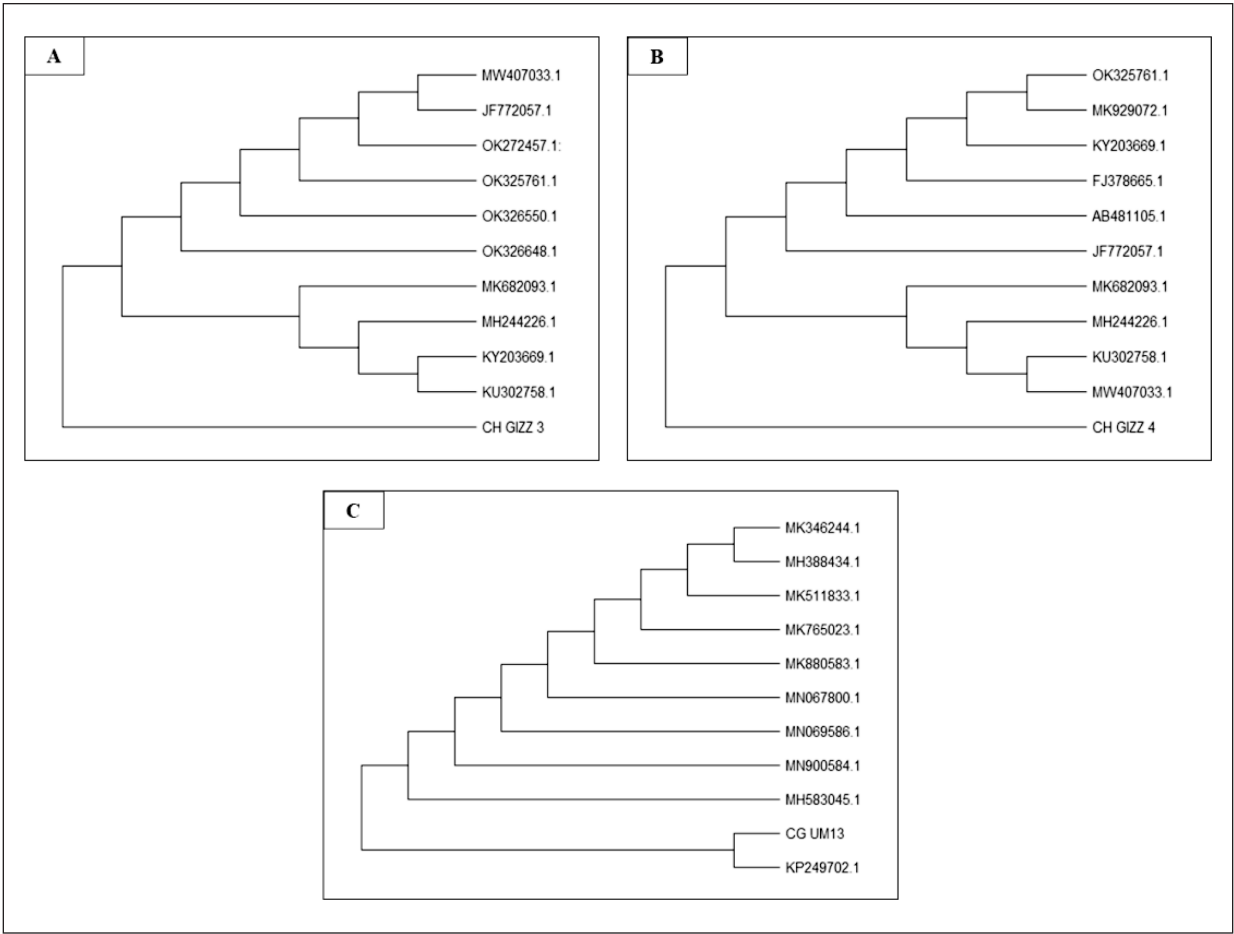 A
MW407033.1
JF772057.1
OK272457.1:
OK325761.1
OK326550.1
OK326648.1
MK682093.1
MH244226.1
KY203669.1
KU302758.1
CH GIZZ 3
B
OK325761.1
MK929072.1
KY203669.1
FJ378665.1
AB481105.1
JF772057.1
MK682093.1
MH244226.1
KU302758.1
MW407033.1
CH GIZZ 4
C
MK346244.1
MH388434.1
MK511833.1
MK765023.1
MK880583.1
MN067800.1
MN069586.1
MN900584.1
MH583045.1
CG UM13
KP249702.1